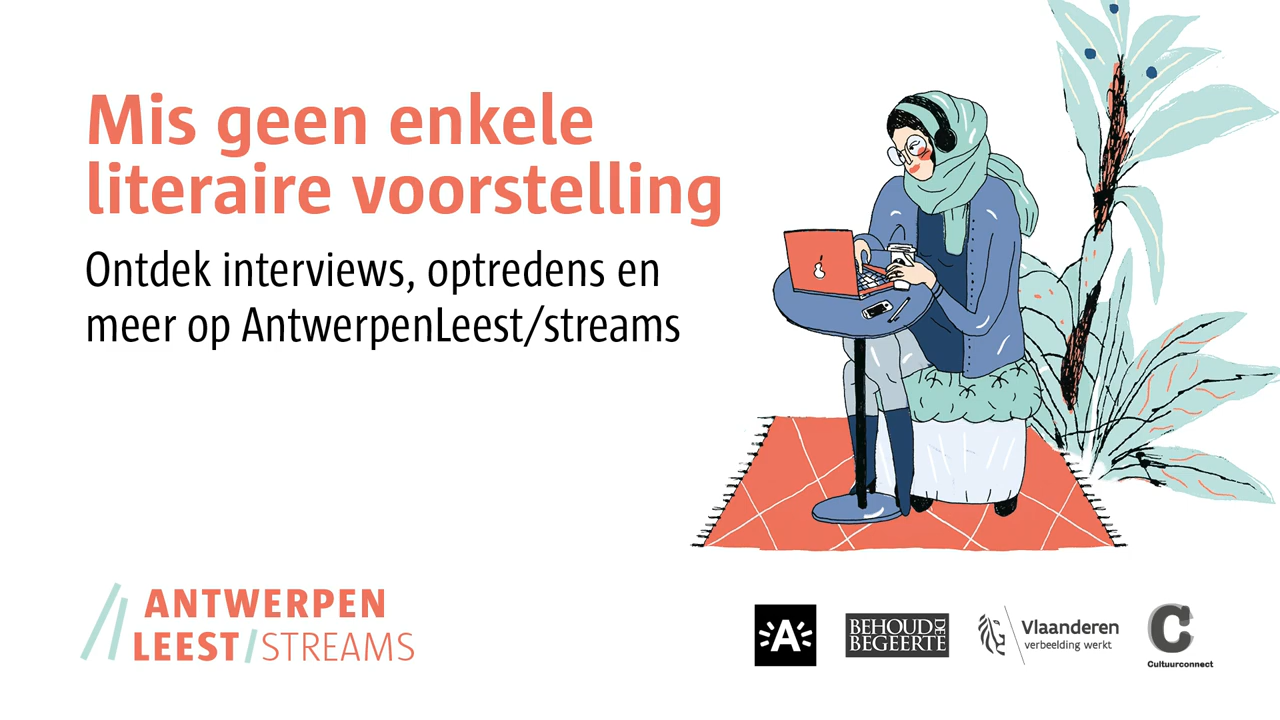 Mis geen enkele
literaire voorstelling
Ontdek interviews, optredens en
meer op AntwerpenLeest/streams
ANTWERPEN
LEEST/STREAMS
A
BEHOUD DE
BEGEERTE
Vlaanderen
verbeelding werkt
C
Cultuurconnect